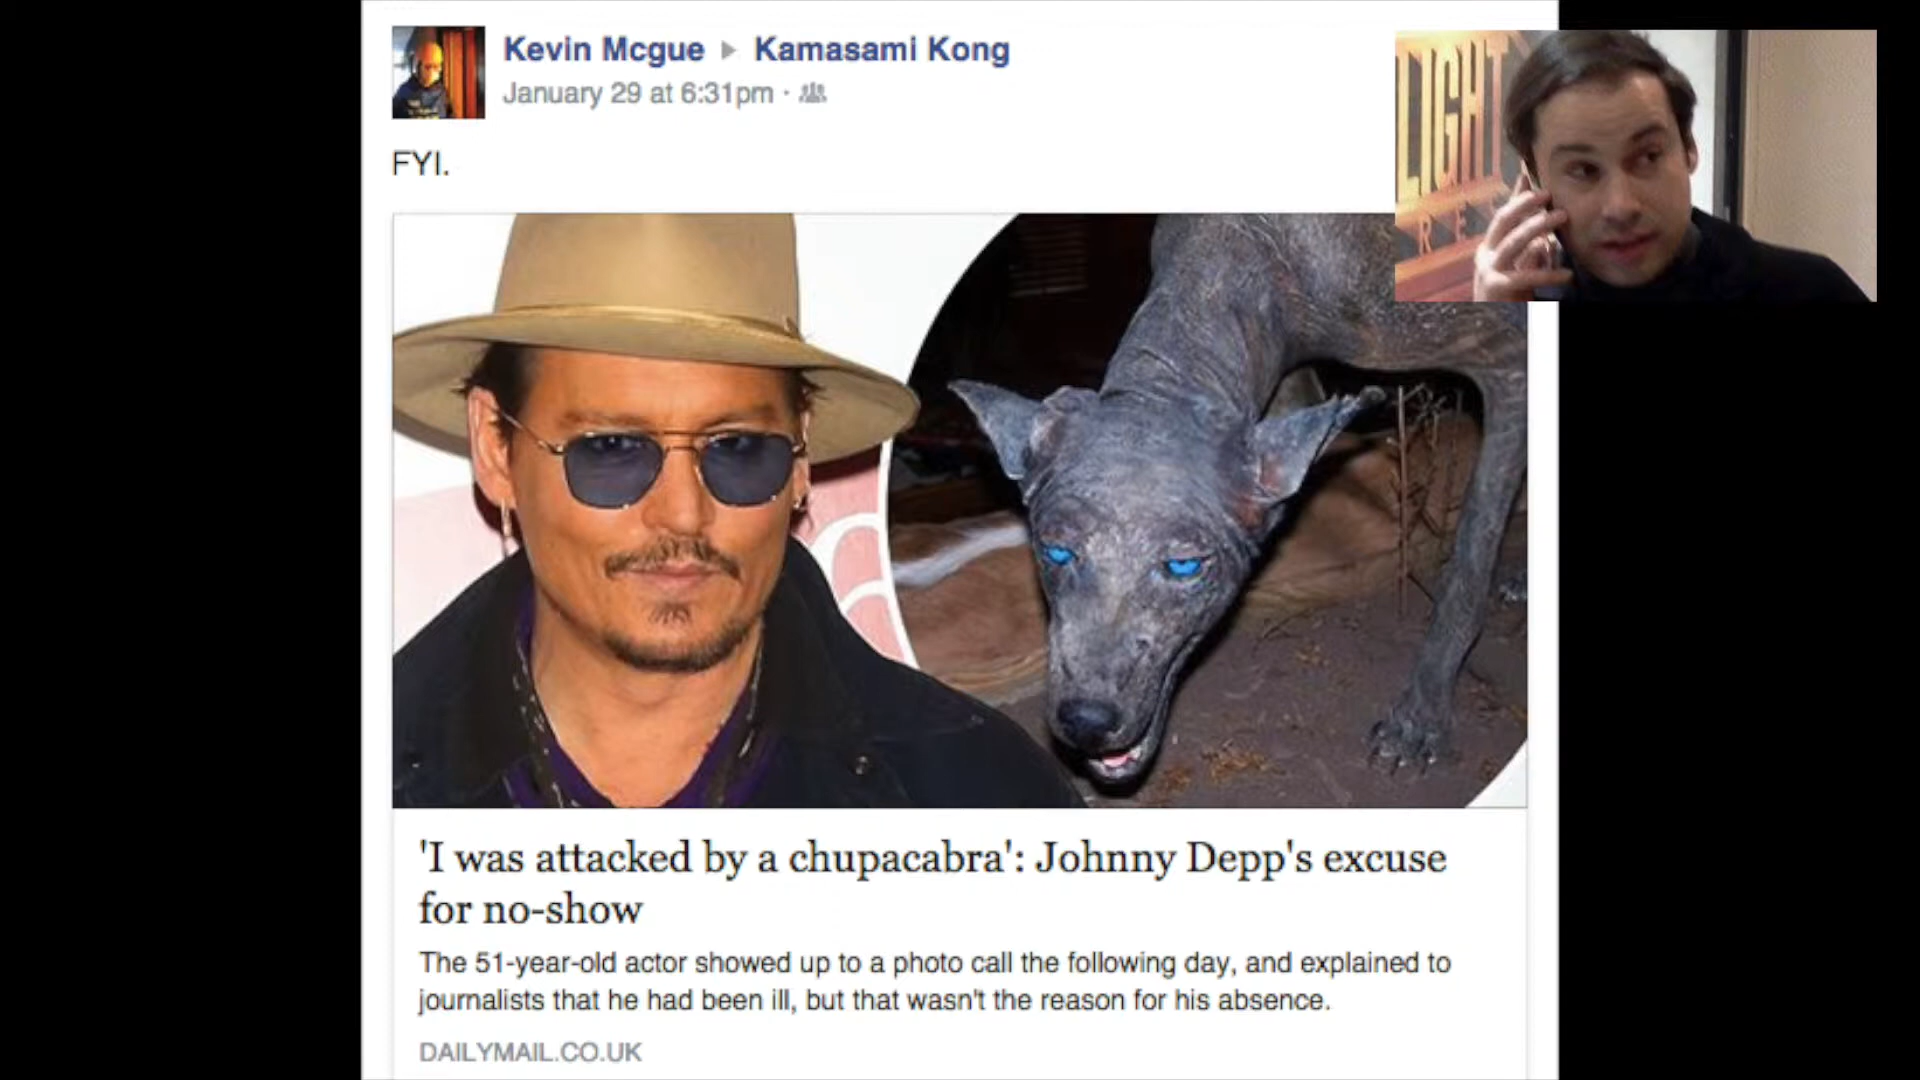 Kevin Mcgue ▸ Kamasami Kong
January 29 at 6:31pm ·
FYI.
LIGHT
RES
'I was attacked by a chupacabra': Johnny Depp's excuse
for no-show
The 51-year-old actor showed up to a photo call the following day, and explained to
journalists that he had been ill, but that wasn't the reason for his absence.
DAILYMAIL.CO.UK